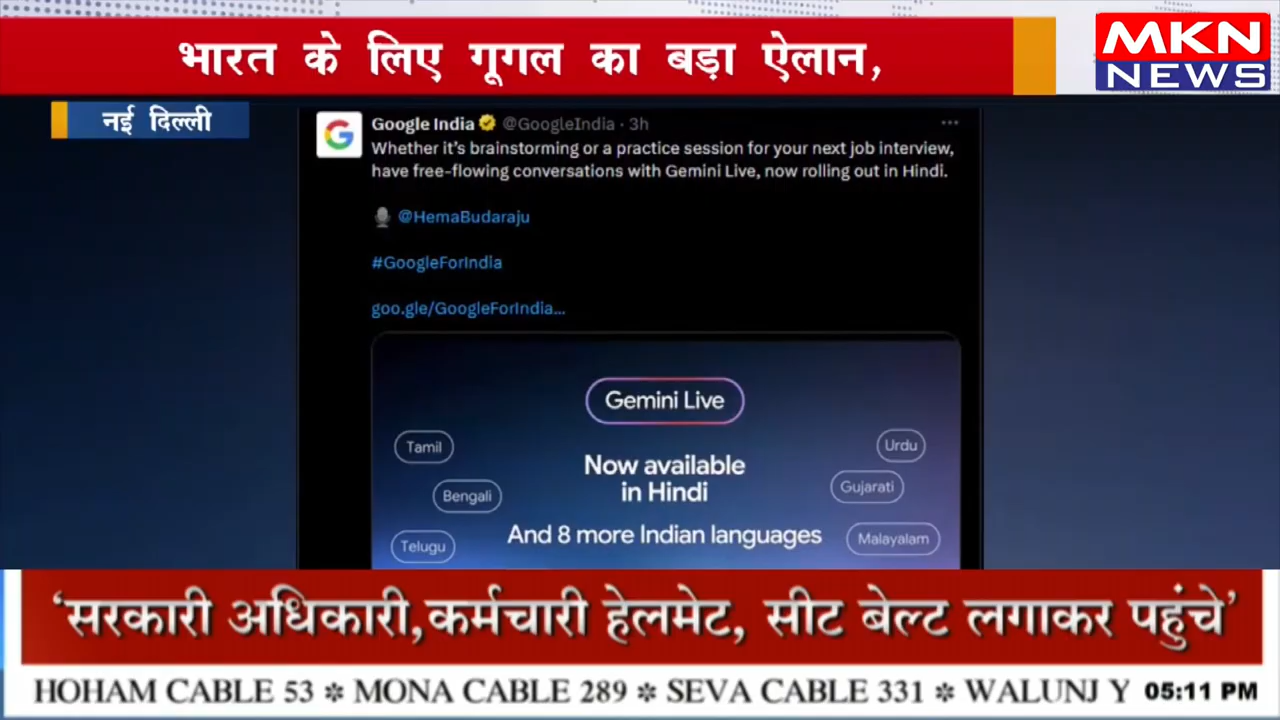 भारत के लिए गूगल का बड़ा ऐलान,
MKN
NEWS
नई दिल्ली
Google India @GoogleIndia · 3h
Whether it's brainstorming or a practice session for your next job interview,
have free-flowing conversations with Gemini Live, now rolling out in Hindi.
@HemaBudaraju
#GoogleForIndia
goo.gle/GoogleForIndia...
Gemini Live
Tamil
Urdu
Now available
in Hindi
Bengali
Gujarati
And 8 more Indian languages
Telugu
Malayalam
‘सरकारी अधिकारी,कर्मचारी हेलमेट, सीट बेल्ट लगाकर पहुंचे’
HOHAM CABLE 53 ✲ MONA CABLE 289 ✲ SEVA CABLE 331 ✲ WALUNJ Y 05:11 PM